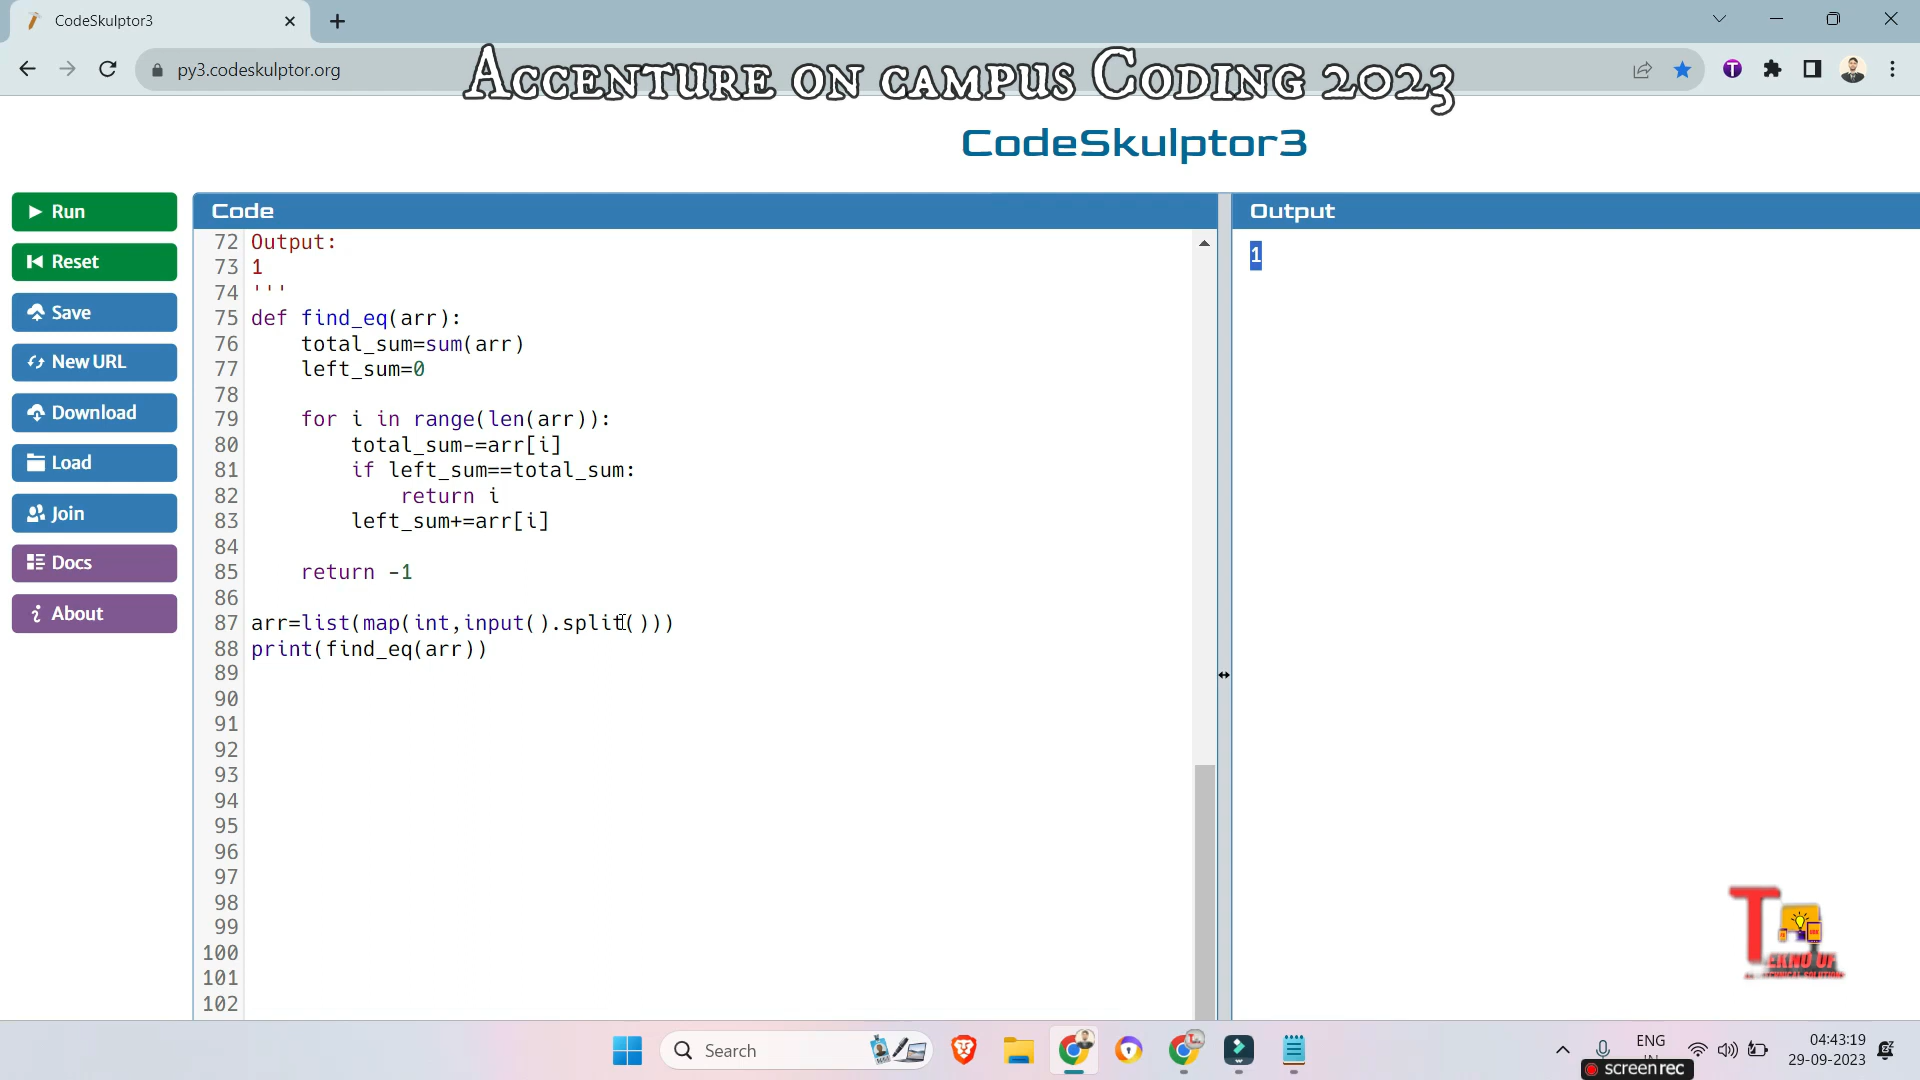 CodeSkulptor3
py3.codeskulptor.org
Accenture on campus Coding 2023
CodeSkulptor3
Run
Reset
Save
New URL
Download
Load
Join
Docs
About
Code
72 Output:
73 1
74 '''
75 def find_eq(arr):
76 total_sum=sum(arr)
77 left_sum=0
78
79 for i in range(len(arr)):
80 total_sum-=arr[i]
81 if left_sum==total_sum:
82 return i
83 left_sum+=arr[i]
84
85 return -1
86
87 arr=list(map(int,input().split()))
88 print(find_eq(arr))
89
90
91
92
93
94
95
96
97
98
99
100
101
102
Output
1
Search
ENG
04:43:19
29-09-2023
screenrec